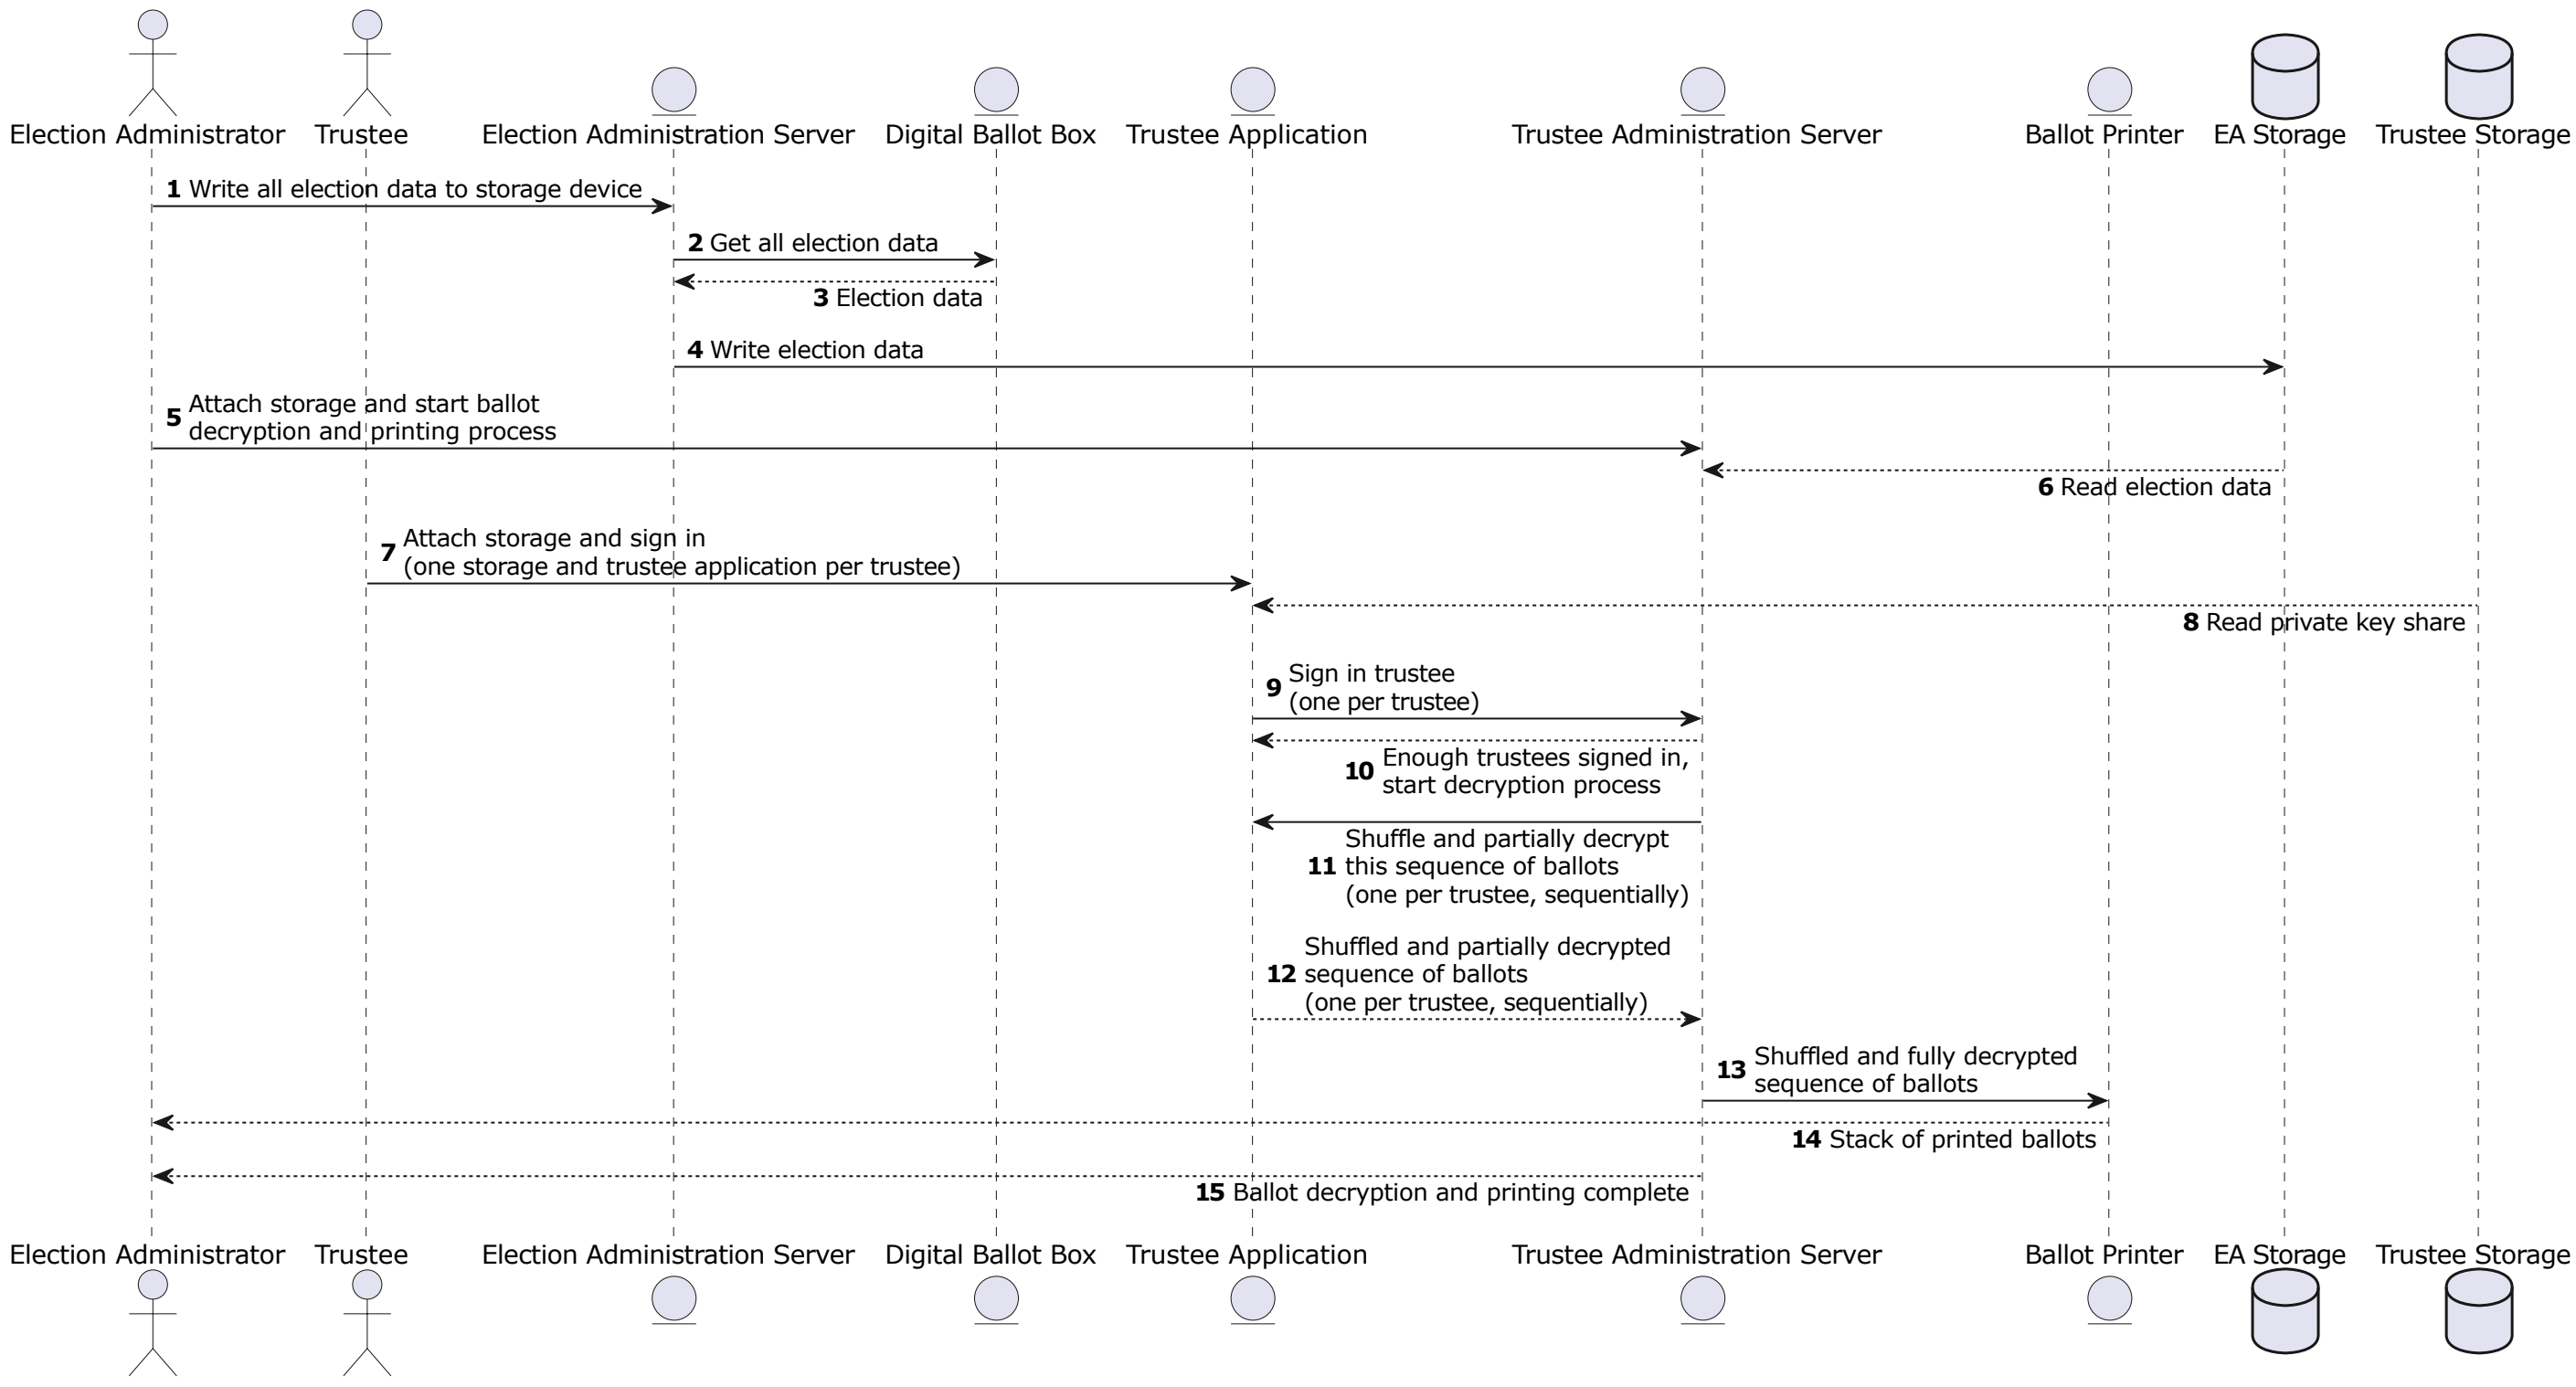 Election Administrator
Trustee
Election Administration Server
Digital Ballot Box
Trustee Application
Trustee Administration Server
Ballot Printer
EA Storage
Trustee Storage
1 Write all election data to storage device
2 Get all election data
3 Election data
4 Write election data
5 Attach storage and start ballot
decryption and printing process
6 Read election data
7 Attach storage and sign in
(one storage and trustee application per trustee)
8 Read private key share
9 Sign in trustee
(one per trustee)
10 Enough trustees signed in,
start decryption process
11 Shuffle and partially decrypt
this sequence of ballots
(one per trustee, sequentially)
12 Shuffled and partially decrypted
sequence of ballots
(one per trustee, sequentially)
13 Shuffled and fully decrypted
sequence of ballots
14 Stack of printed ballots
15 Ballot decryption and printing complete
Election Administrator
Trustee
Election Administration Server
Digital Ballot Box
Trustee Application
Trustee Administration Server
Ballot Printer
EA Storage
Trustee Storage